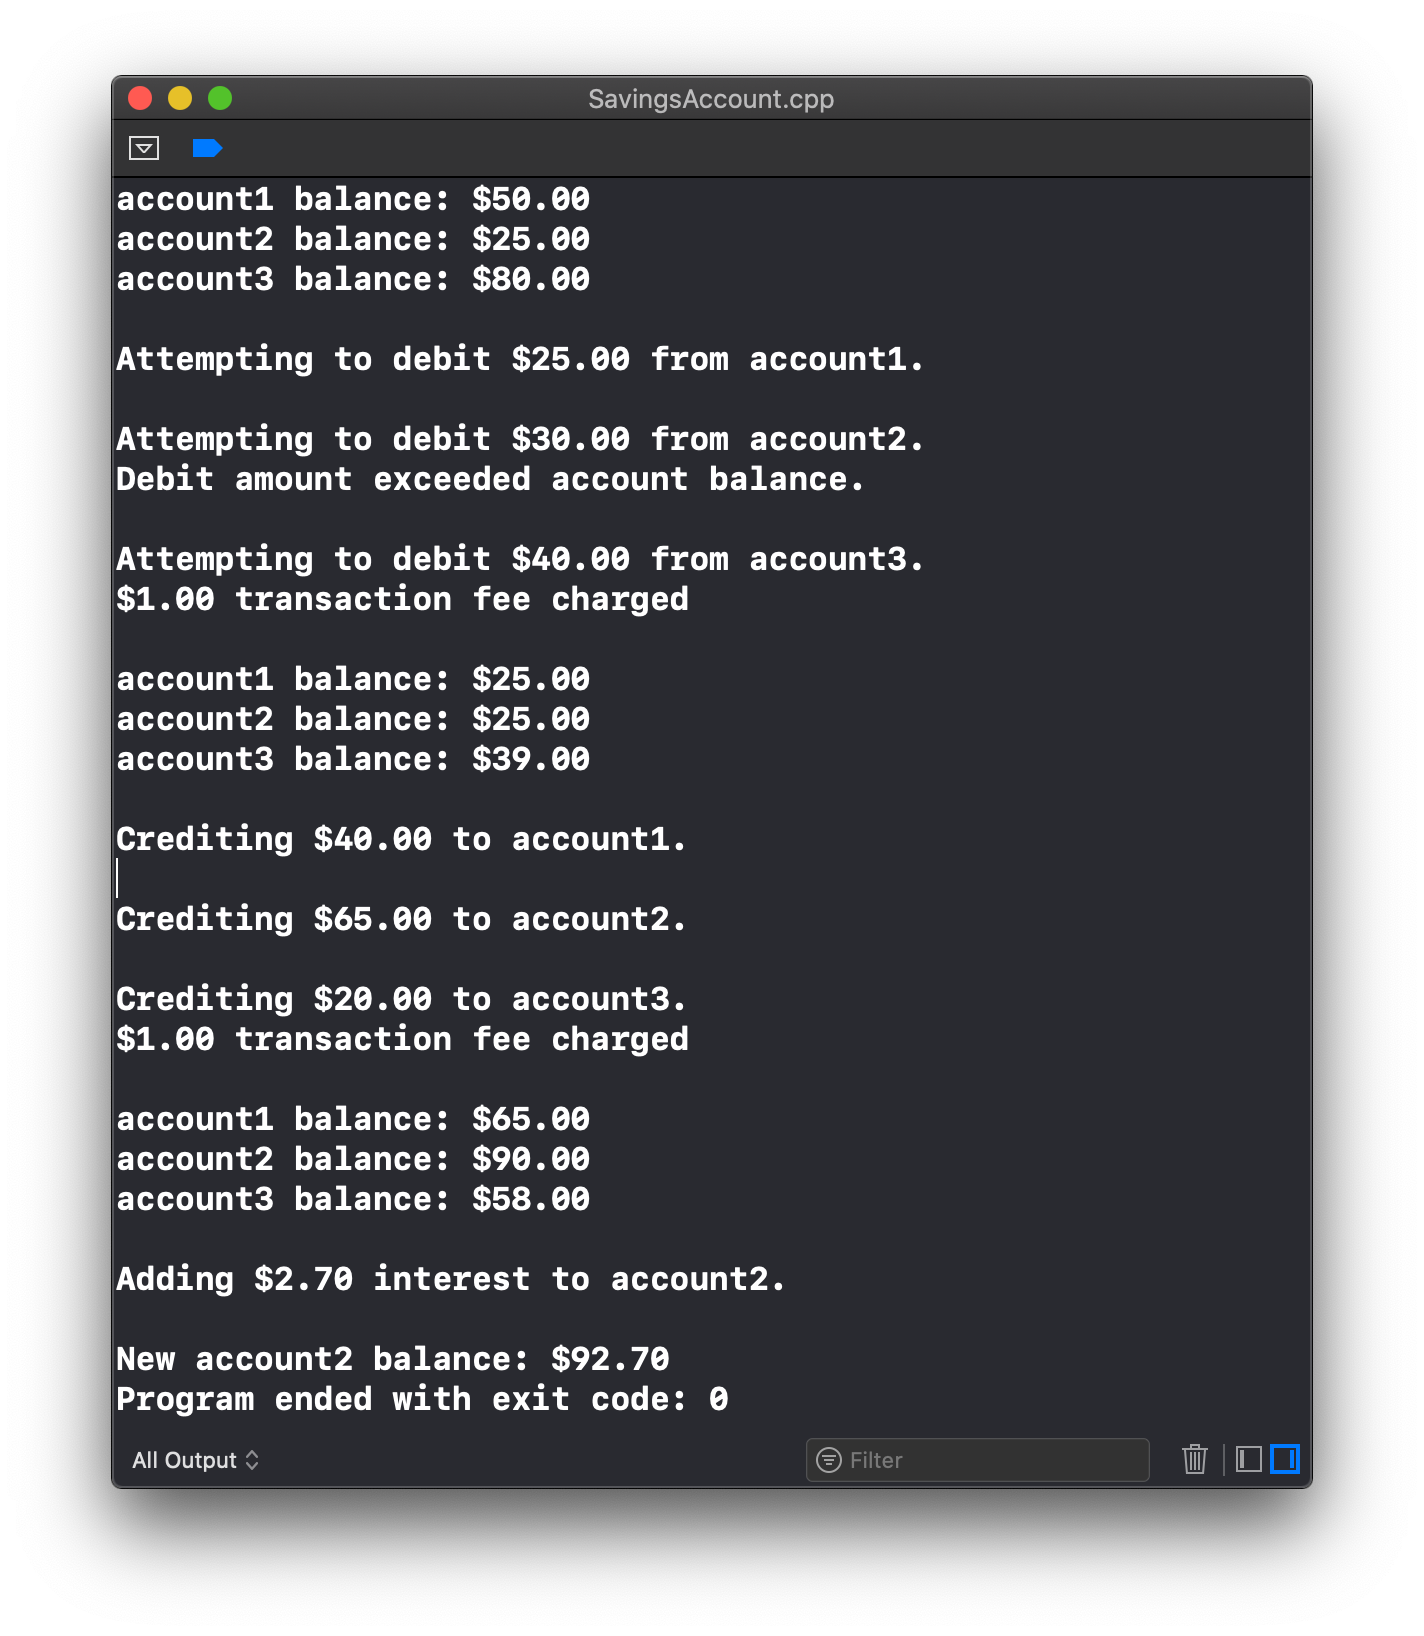 SavingsAccount.cpp
account1 balance: $50.00
account2 balance: $25.00
account3 balance: $80.00
Attempting to debit $25.00 from account1.
Attempting to debit $30.00 from account2.
Debit amount exceeded account balance.
Attempting to debit $40.00 from account3.
$1.00 transaction fee charged
account1 balance: $25.00
account2 balance: $25.00
account3 balance: $39.00
Crediting $40.00 to account1.
Crediting $65.00 to account2.
Crediting $20.00 to account3.
$1.00 transaction fee charged
account1 balance: $65.00
account2 balance: $90.00
account3 balance: $58.00
Adding $2.70 interest to account2.
New account2 balance: $92.70
Program ended with exit code: 0
All Output Filter